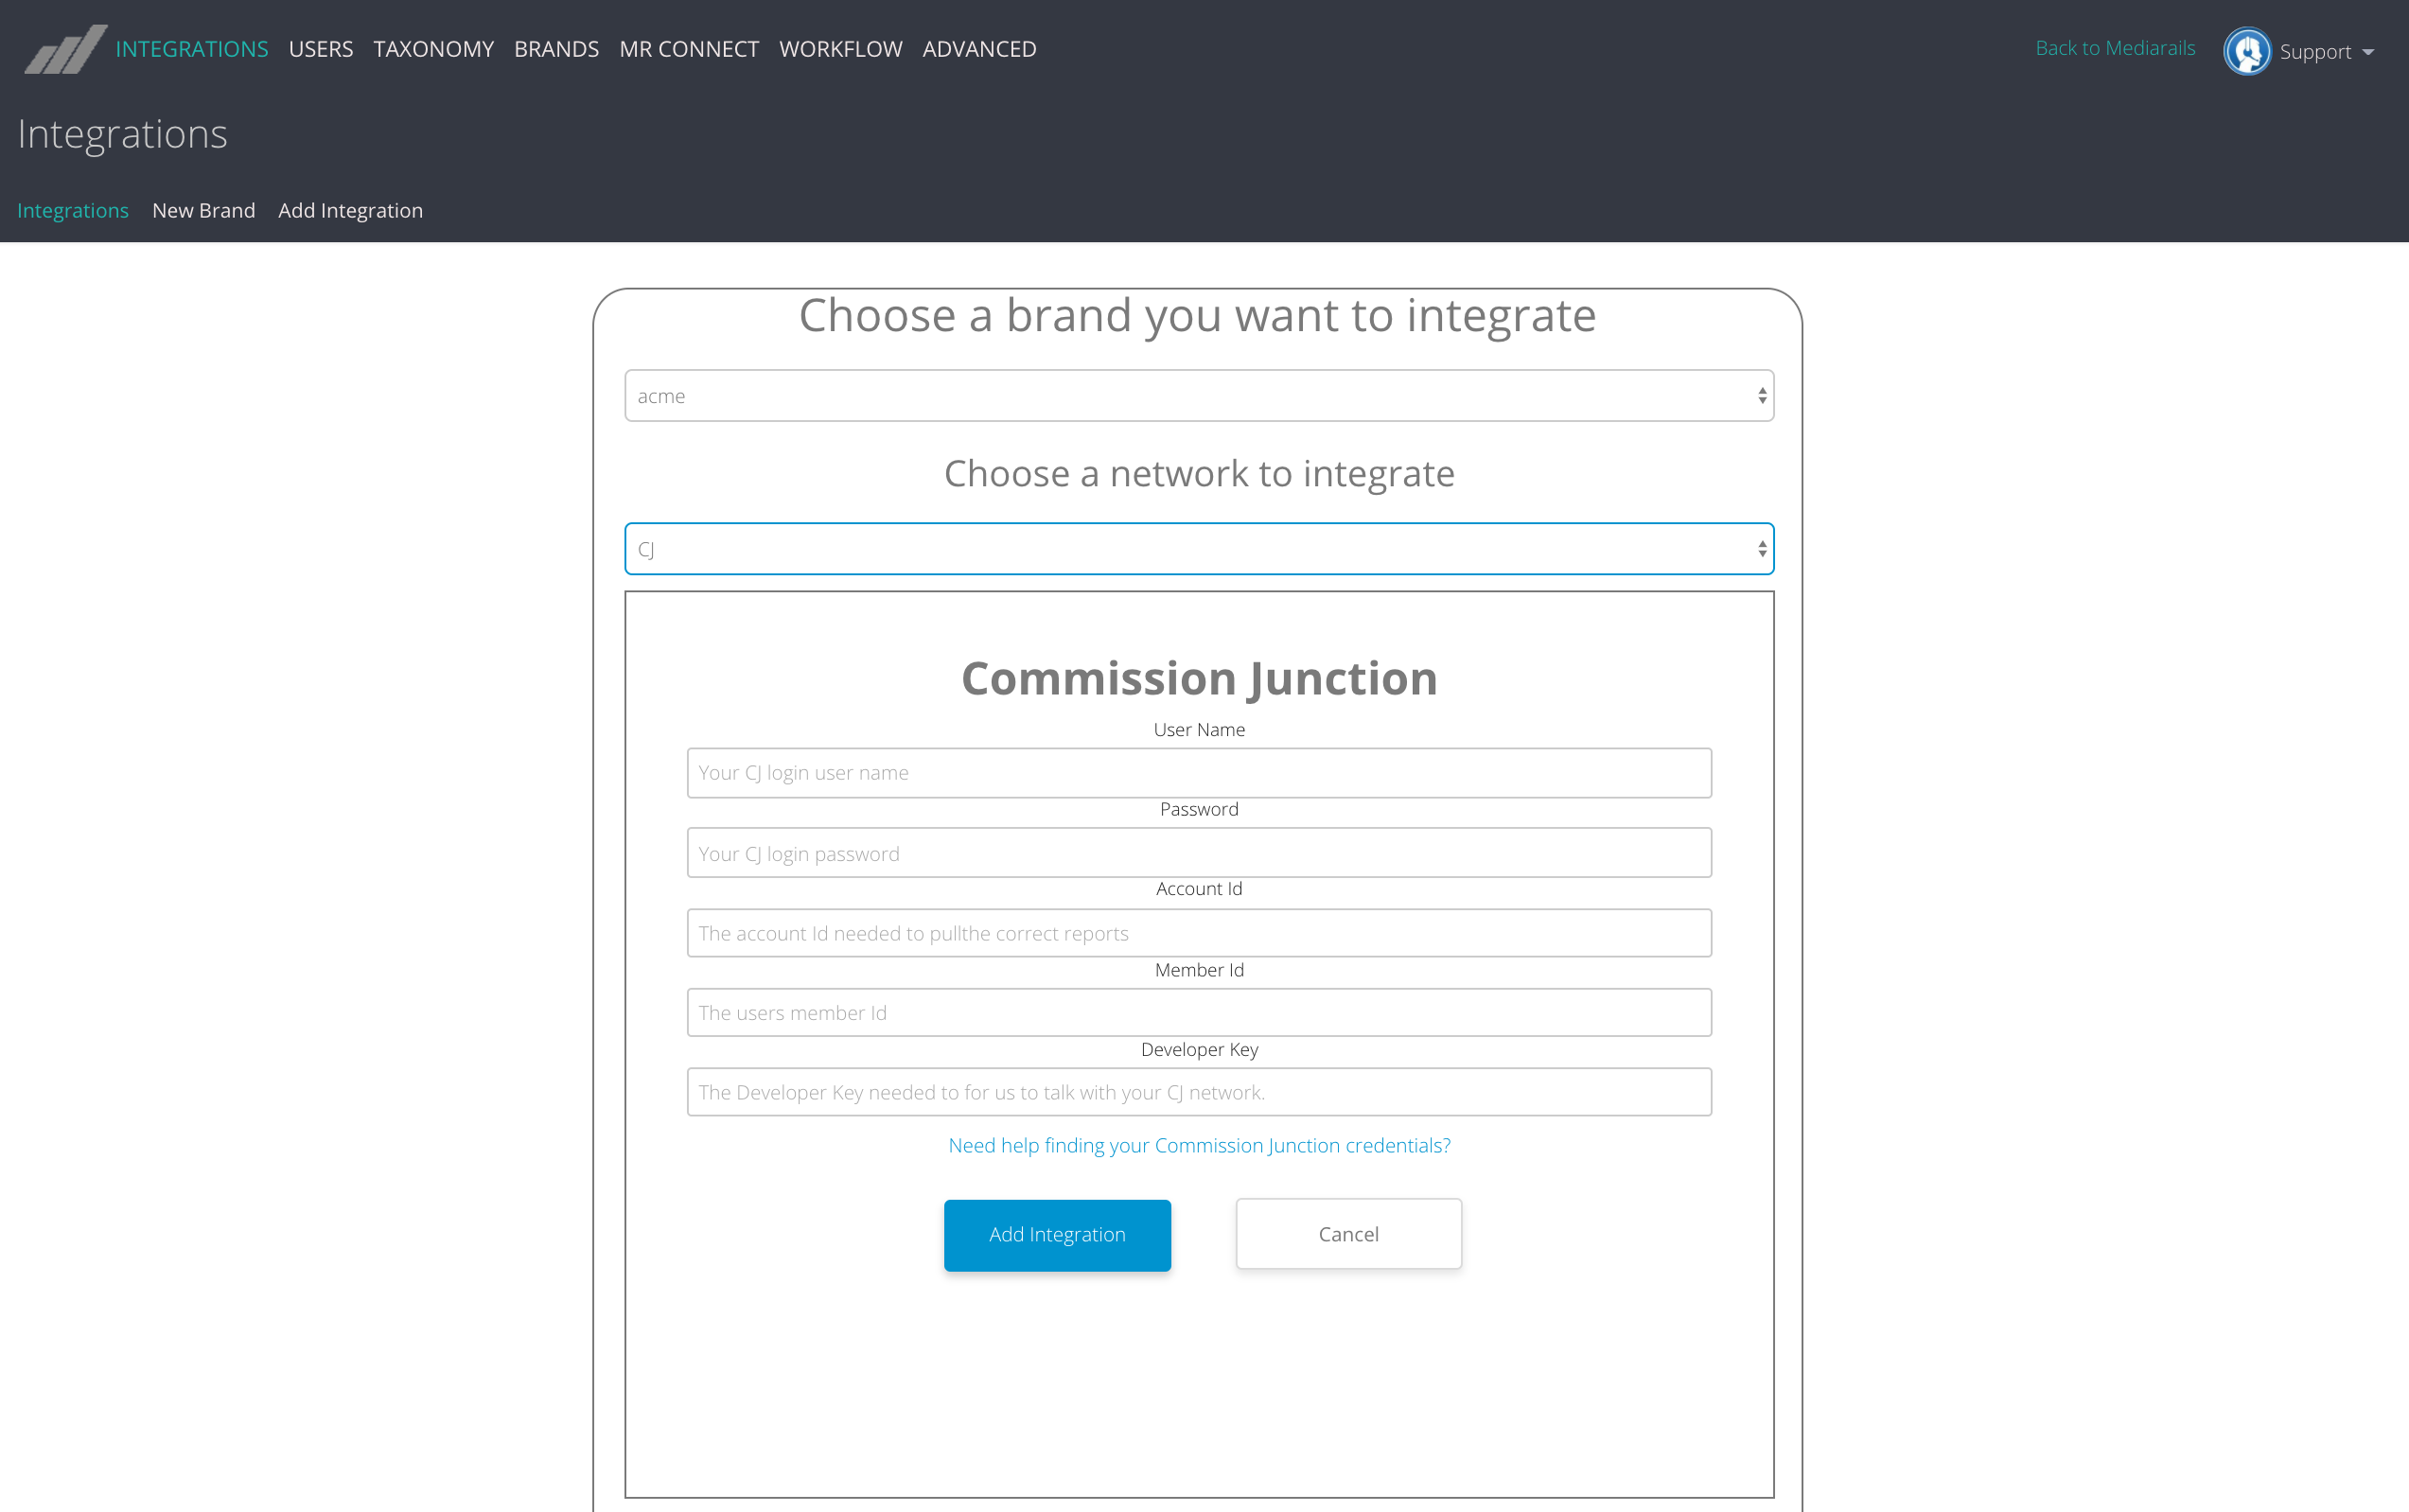 INTEGRATIONS USERS TAXONOMY BRANDS MR CONNECT WORKFLOW ADVANCED Back to Mediarails Support
Integrations
Integrations New Brand Add Integration
Choose a brand you want to integrate
acme
Choose a network to integrate
CJ
Commission Junction
User Name
Your CJ login user name
Password
Your CJ login password
Account Id
The account Id needed to pullthe correct reports
Member Id
The users member Id
Developer Key
The Developer Key needed to for us to talk with your CJ network.
Need help finding your Commission Junction credentials?
Add Integration Cancel